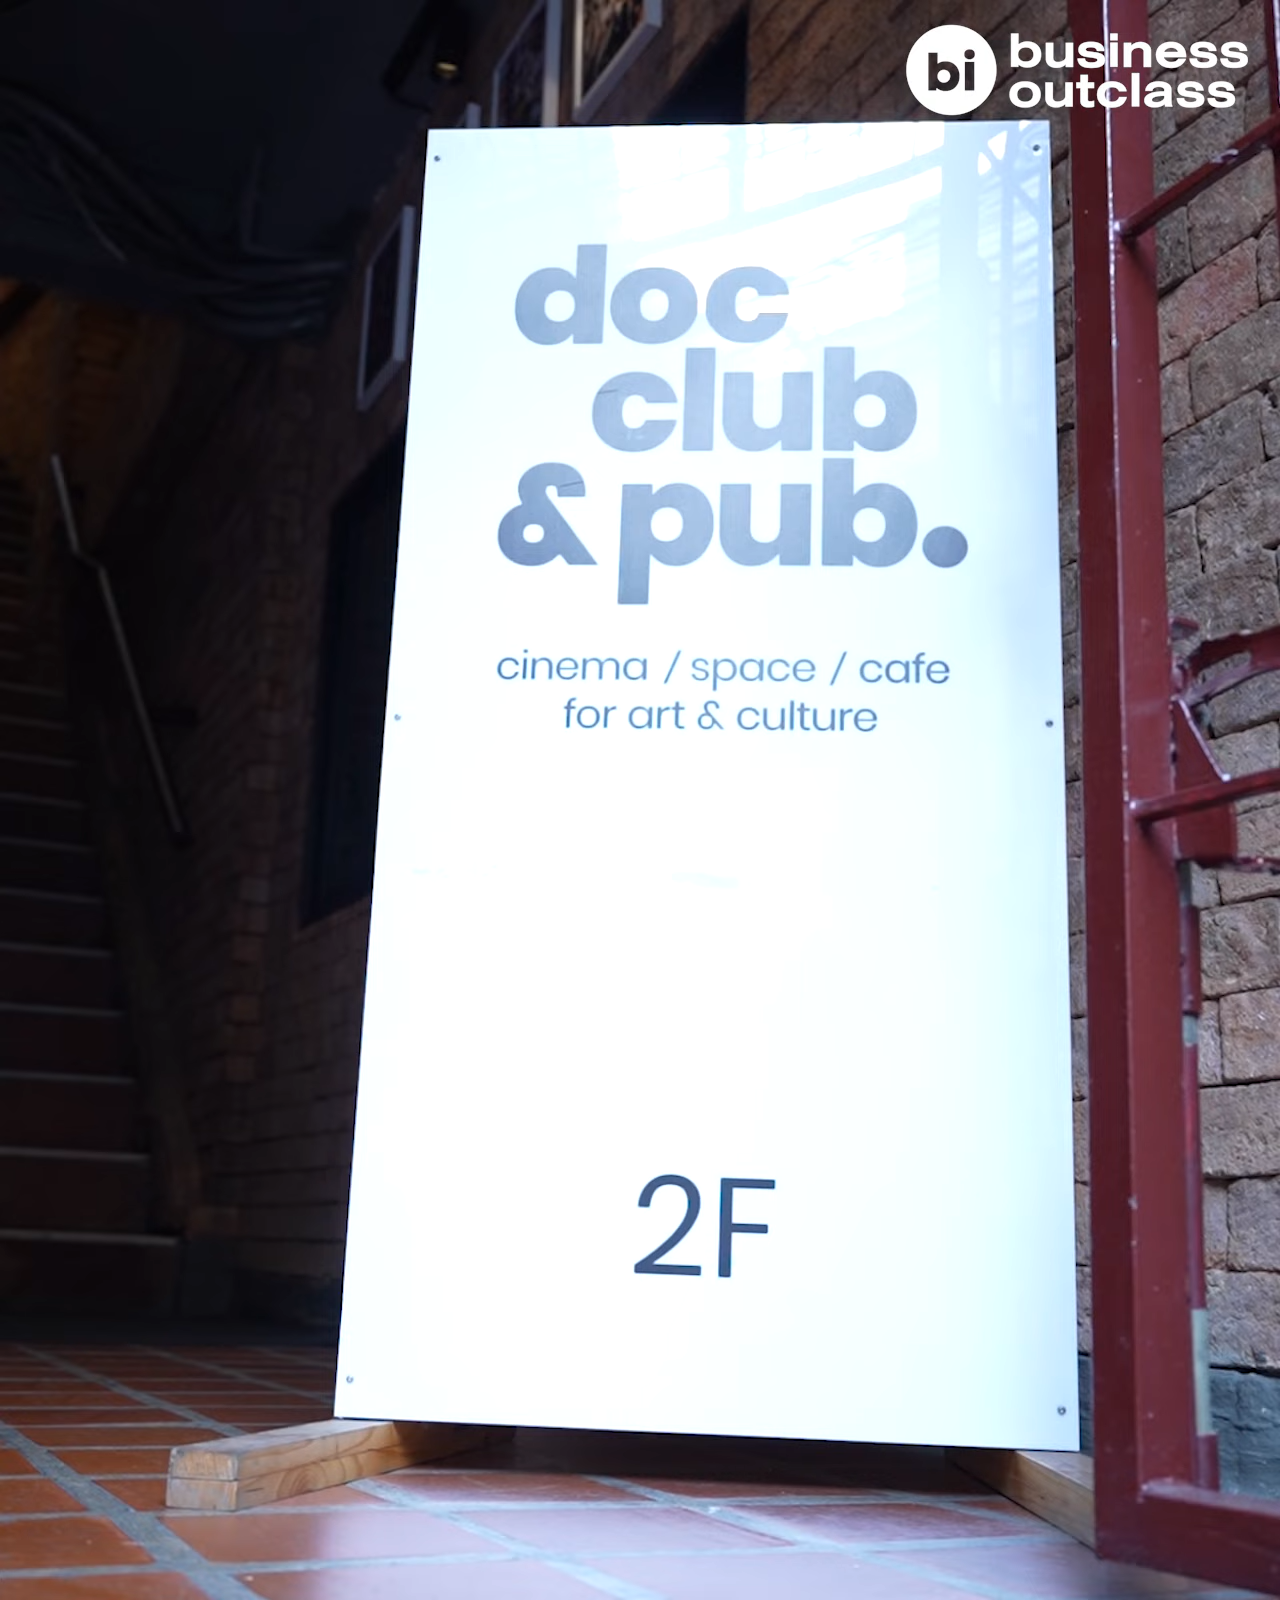 bi business
outclass
doc
club
& pub.
cinema / space / cafe
for art & culture
2F